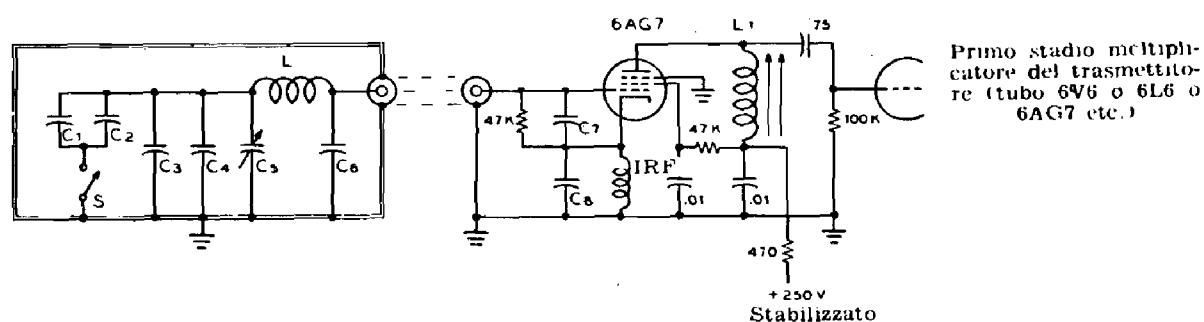 6AG7
L1
75
L
C1
C2
C3
C4
C5
C6
S
47K
C7
C8
IRF
47K
.01
.01
470
+250V
Stabilizzato
100K
Primo stadio moltipli-
catore del trasmettito-
re (tubo 6V6 o 6L6 o
6AG7 etc.)